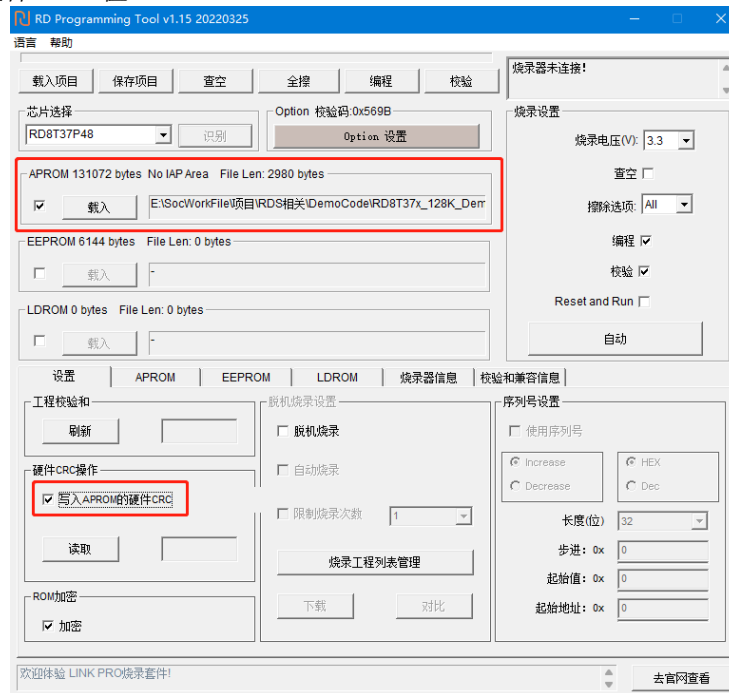 RD Programming Tool v1.15 20220325
语言 帮助
载入项目 保存项目 查空 全擦 编程 校验
烧录器未连接!
芯片选择
RD8T37P48 识别
Option 校验码:0x569B
Option 设置
烧录设置
烧录电压(V): 3.3
查空
擦除选项: All
编程
校验
Reset and Run
自动
APROM 131072 bytes No IAP Area File Len: 2980 bytes
载入 E:\SocWorkFile\项目\RDS相关\DemoCode\RD8T37x_128K_Dem
EEPROM 6144 bytes File Len: 0 bytes
载入 -
LDROM 0 bytes File Len: 0 bytes
载入 -
设置 APROM EEPROM LDROM 烧录器信息 校验和兼容信息
工程校验和
刷新
硬件CRC操作
写入APROM的硬件CRC
读取
ROM加密
加密
脱机烧录设置
脱机烧录
自动烧录
限制烧录次数 1
烧录工程列表管理
下载 对比
序列号设置
使用序列号
Increase HEX
Decrease Dec
长度(位) 32
步进: 0x 0
起始值: 0x 0
起始地址: 0x 0
欢迎体验 LINK PRO烧录套件!
去官网查看